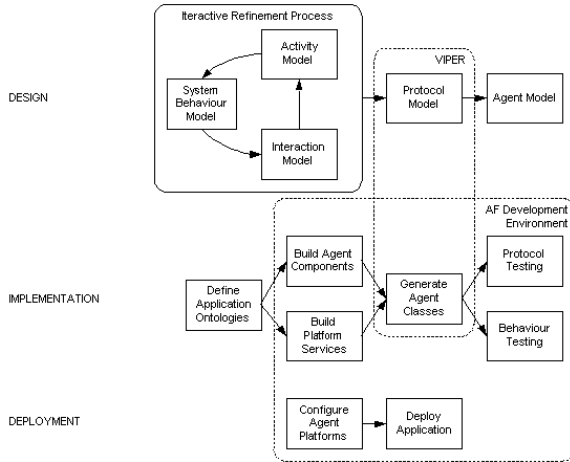 Iteractive Refinement Process
Activity
Model
VIPER
System
Behaviour
Model
Protocol
Model
Agent Model
DESIGN
Interaction
Model
AF Development
Environment
Build Agent
Components
Protocol
Testing
Define
Application
Ontologies
Generate
Agent
Classes
IMPLEMENTATION
Build
Platform
Services
Behaviour
Testing
Configure
Agent
Platforms
Deploy
Application
DEPLOYMENT